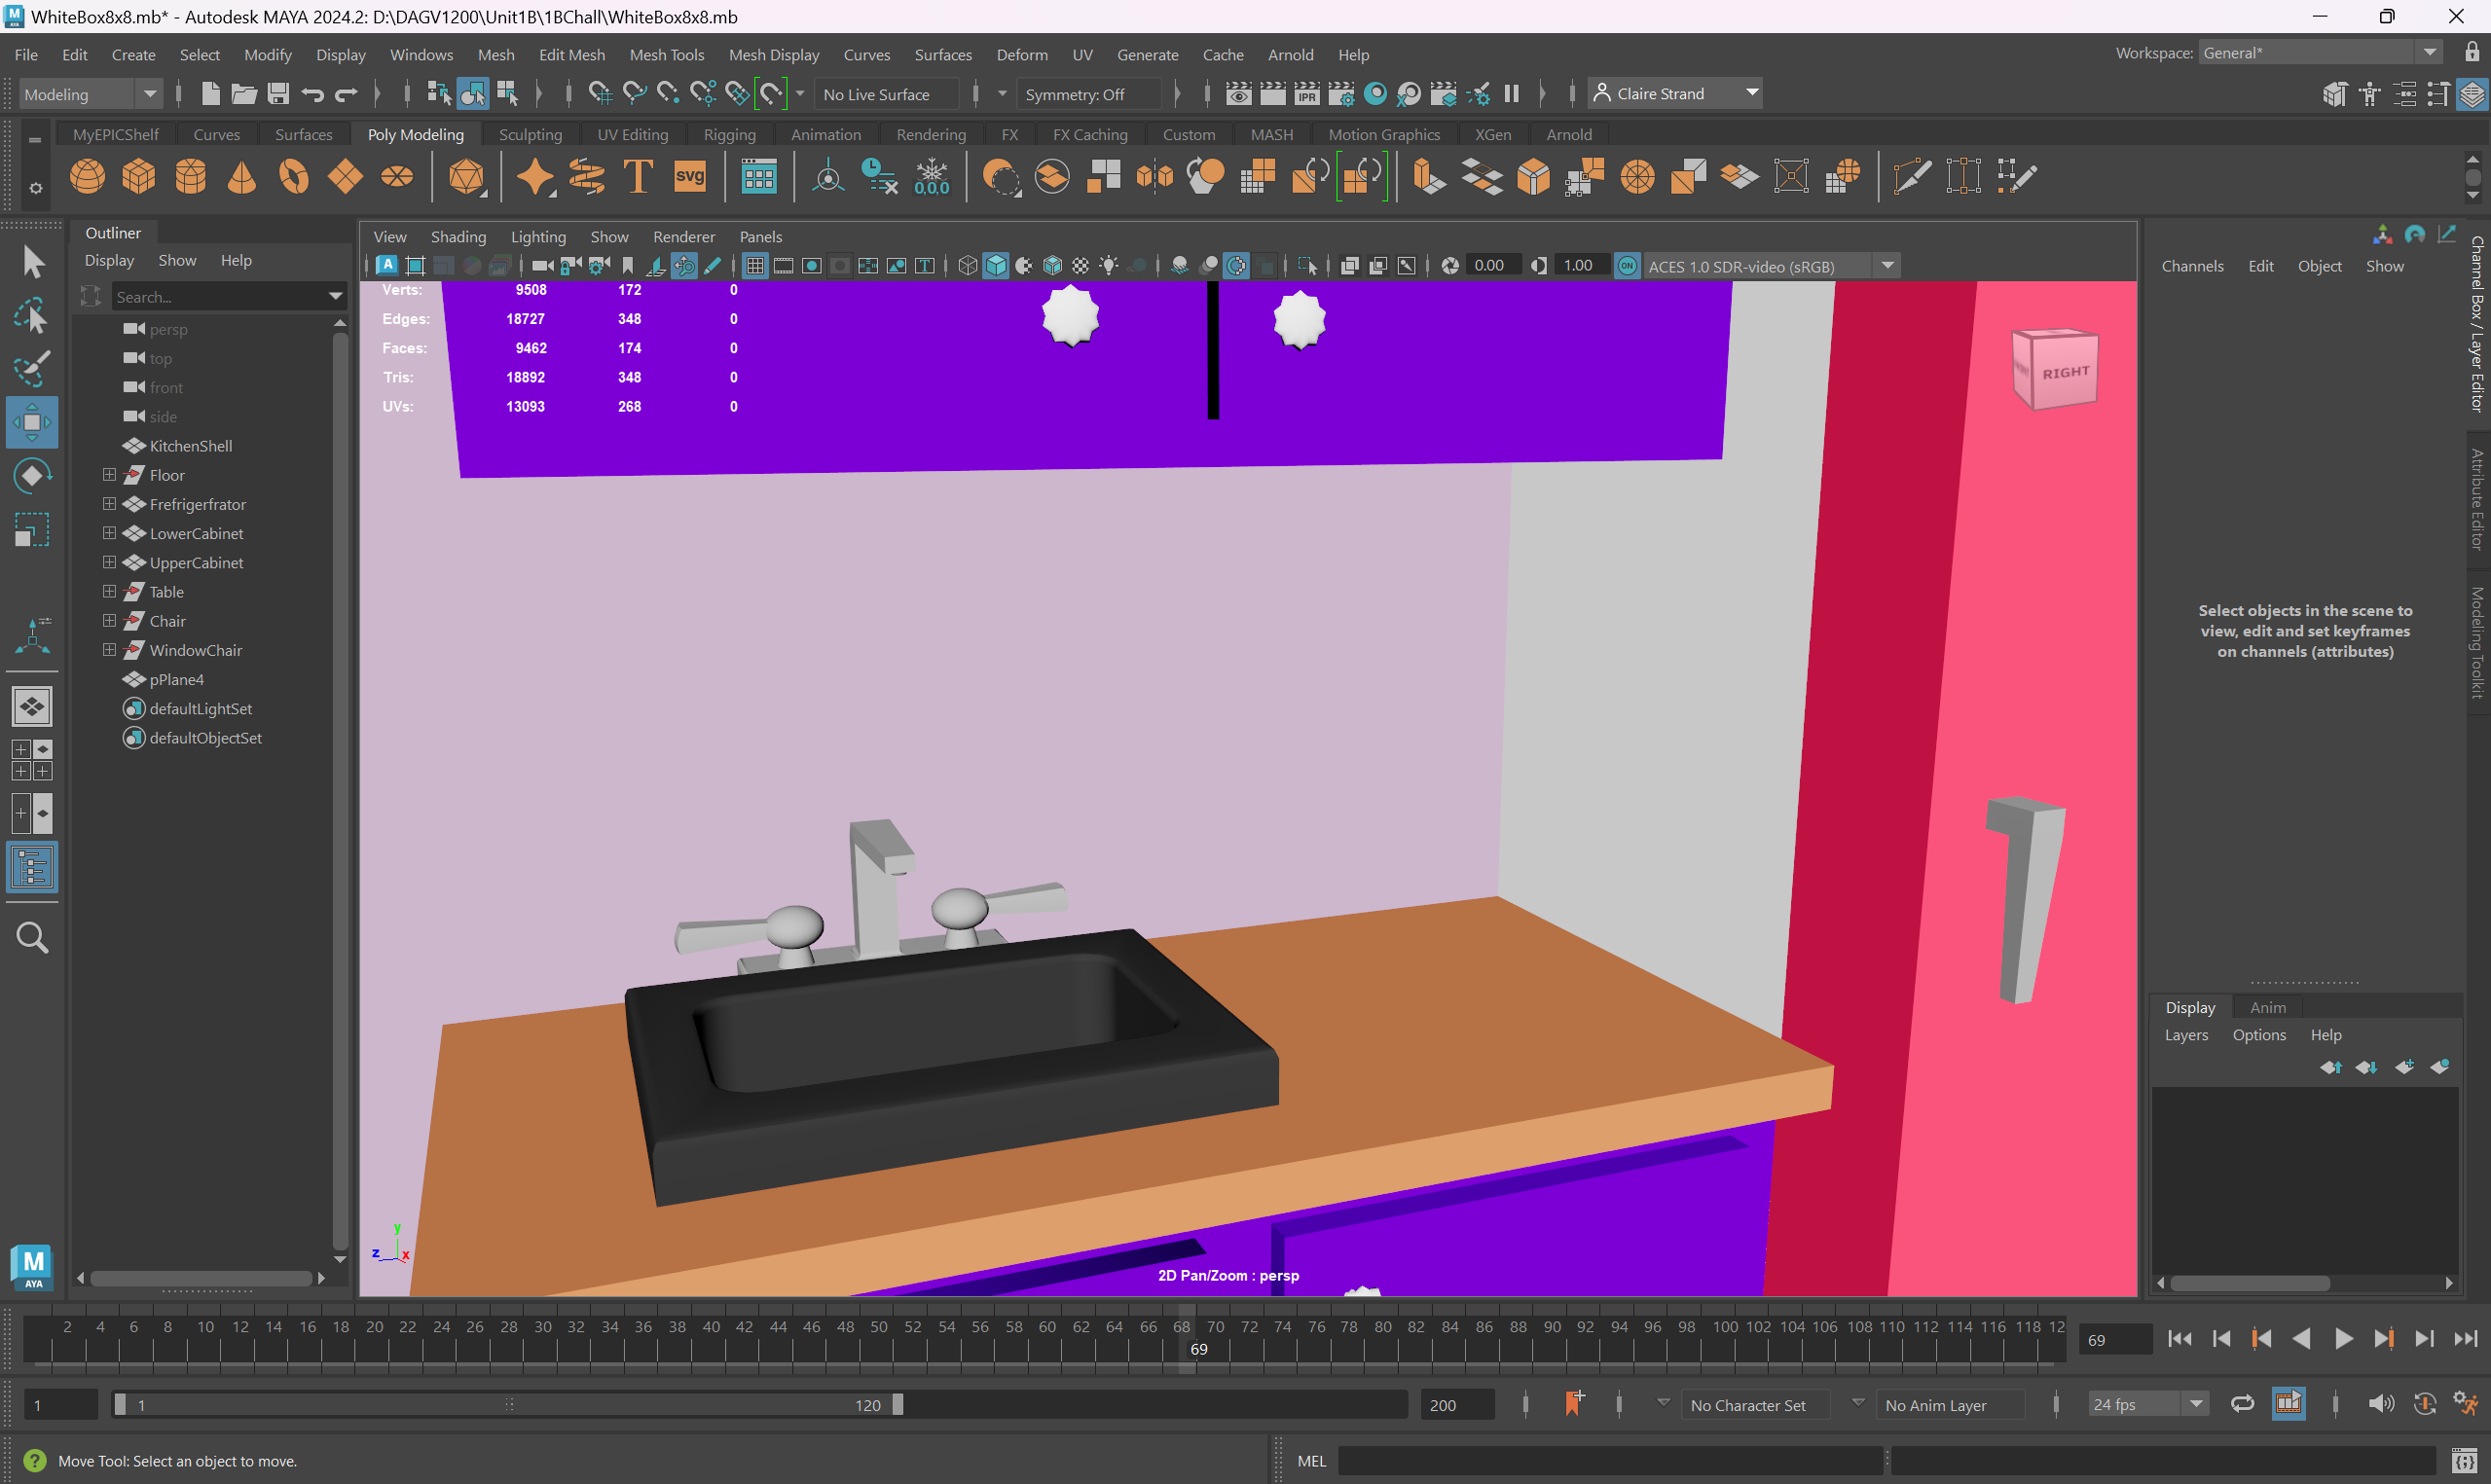 WhiteBox8x8.mb* - Autodesk MAYA 2024.2: D:\DAGV1200\Unit1B\1BChall\WhiteBox8x8.mb
File Edit Create Select Modify Display Windows Mesh Edit Mesh Mesh Tools Mesh Display Curves Surfaces Deform UV Generate Cache Arnold Help Workspace: General*
Modeling No Live Surface Symmetry: Off IPR Claire Strand
MyEPICShelf Curves Surfaces Poly Modeling Sculpting UV Editing Rigging Animation Rendering FX FX Caching Custom MASH Motion Graphics XGen Arnold
T svg 0,0,0
Outliner
Display Show Help
Search...
persp
top
front
side
KitchenShell
Floor
Frefrigerfrator
LowerCabinet
UpperCabinet
Table
Chair
WindowChair
pPlane4
defaultLightSet
defaultObjectSet
View Shading Lighting Show Renderer Panels
0.00 1.00 ON ACES 1.0 SDR-video (sRGB)
Verts: 9508 172 0
Edges: 18727 348 0
Faces: 9462 174 0
Tris: 18892 348 0
UVs: 13093 268 0
RIGHT
y
z x
2D Pan/Zoom : persp
Channels Edit Object Show
Select objects in the scene to
view, edit and set keyframes
on channels (attributes)
Channel Box / Layer Editor
Attribute Editor
Modeling Toolkit
Display Anim
Layers Options Help
M
AYA
2 4 6 8 10 12 14 16 18 20 22 24 26 28 30 32 34 36 38 40 42 44 46 48 50 52 54 56 58 60 62 64 66 68 70 72 74 76 78 80 82 84 86 88 90 92 94 96 98 100 102 104 106 108 110 112 114 116 118 12
69
69
1 1 120 200 No Character Set No Anim Layer 24 fps
Move Tool: Select an object to move. MEL